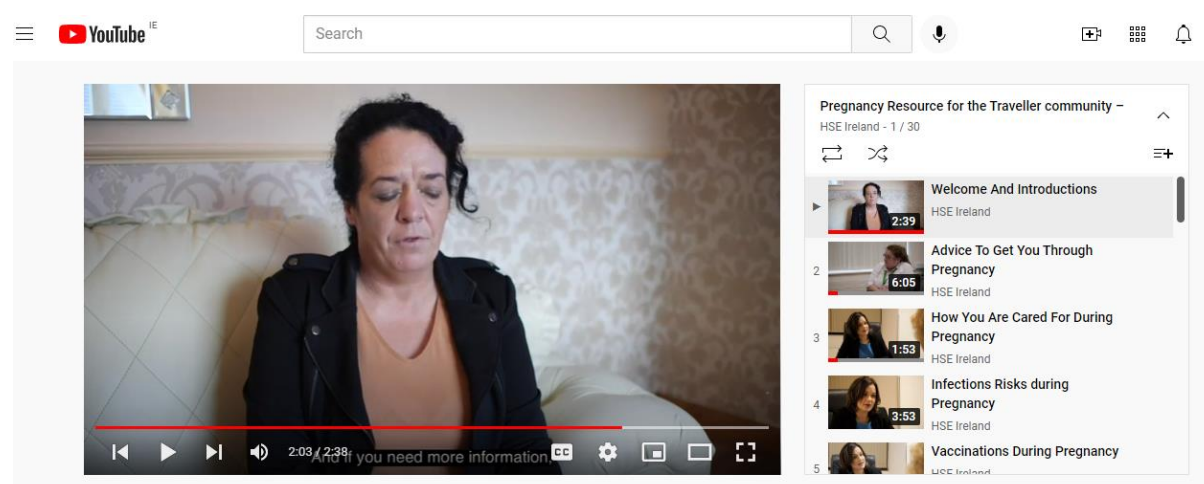 YouTube IE
Search
2:03 / 2:38
And if you need more information,
CC
Pregnancy Resource for the Traveller community –
HSE Ireland - 1 / 30
2:39
Welcome And Introductions
HSE Ireland
2
6:05
Advice To Get You Through
Pregnancy
HSE Ireland
3
1:53
How You Are Cared For During
Pregnancy
HSE Ireland
4
3:53
Infections Risks during
Pregnancy
HSE Ireland
5
Vaccinations During Pregnancy
HSE Ireland